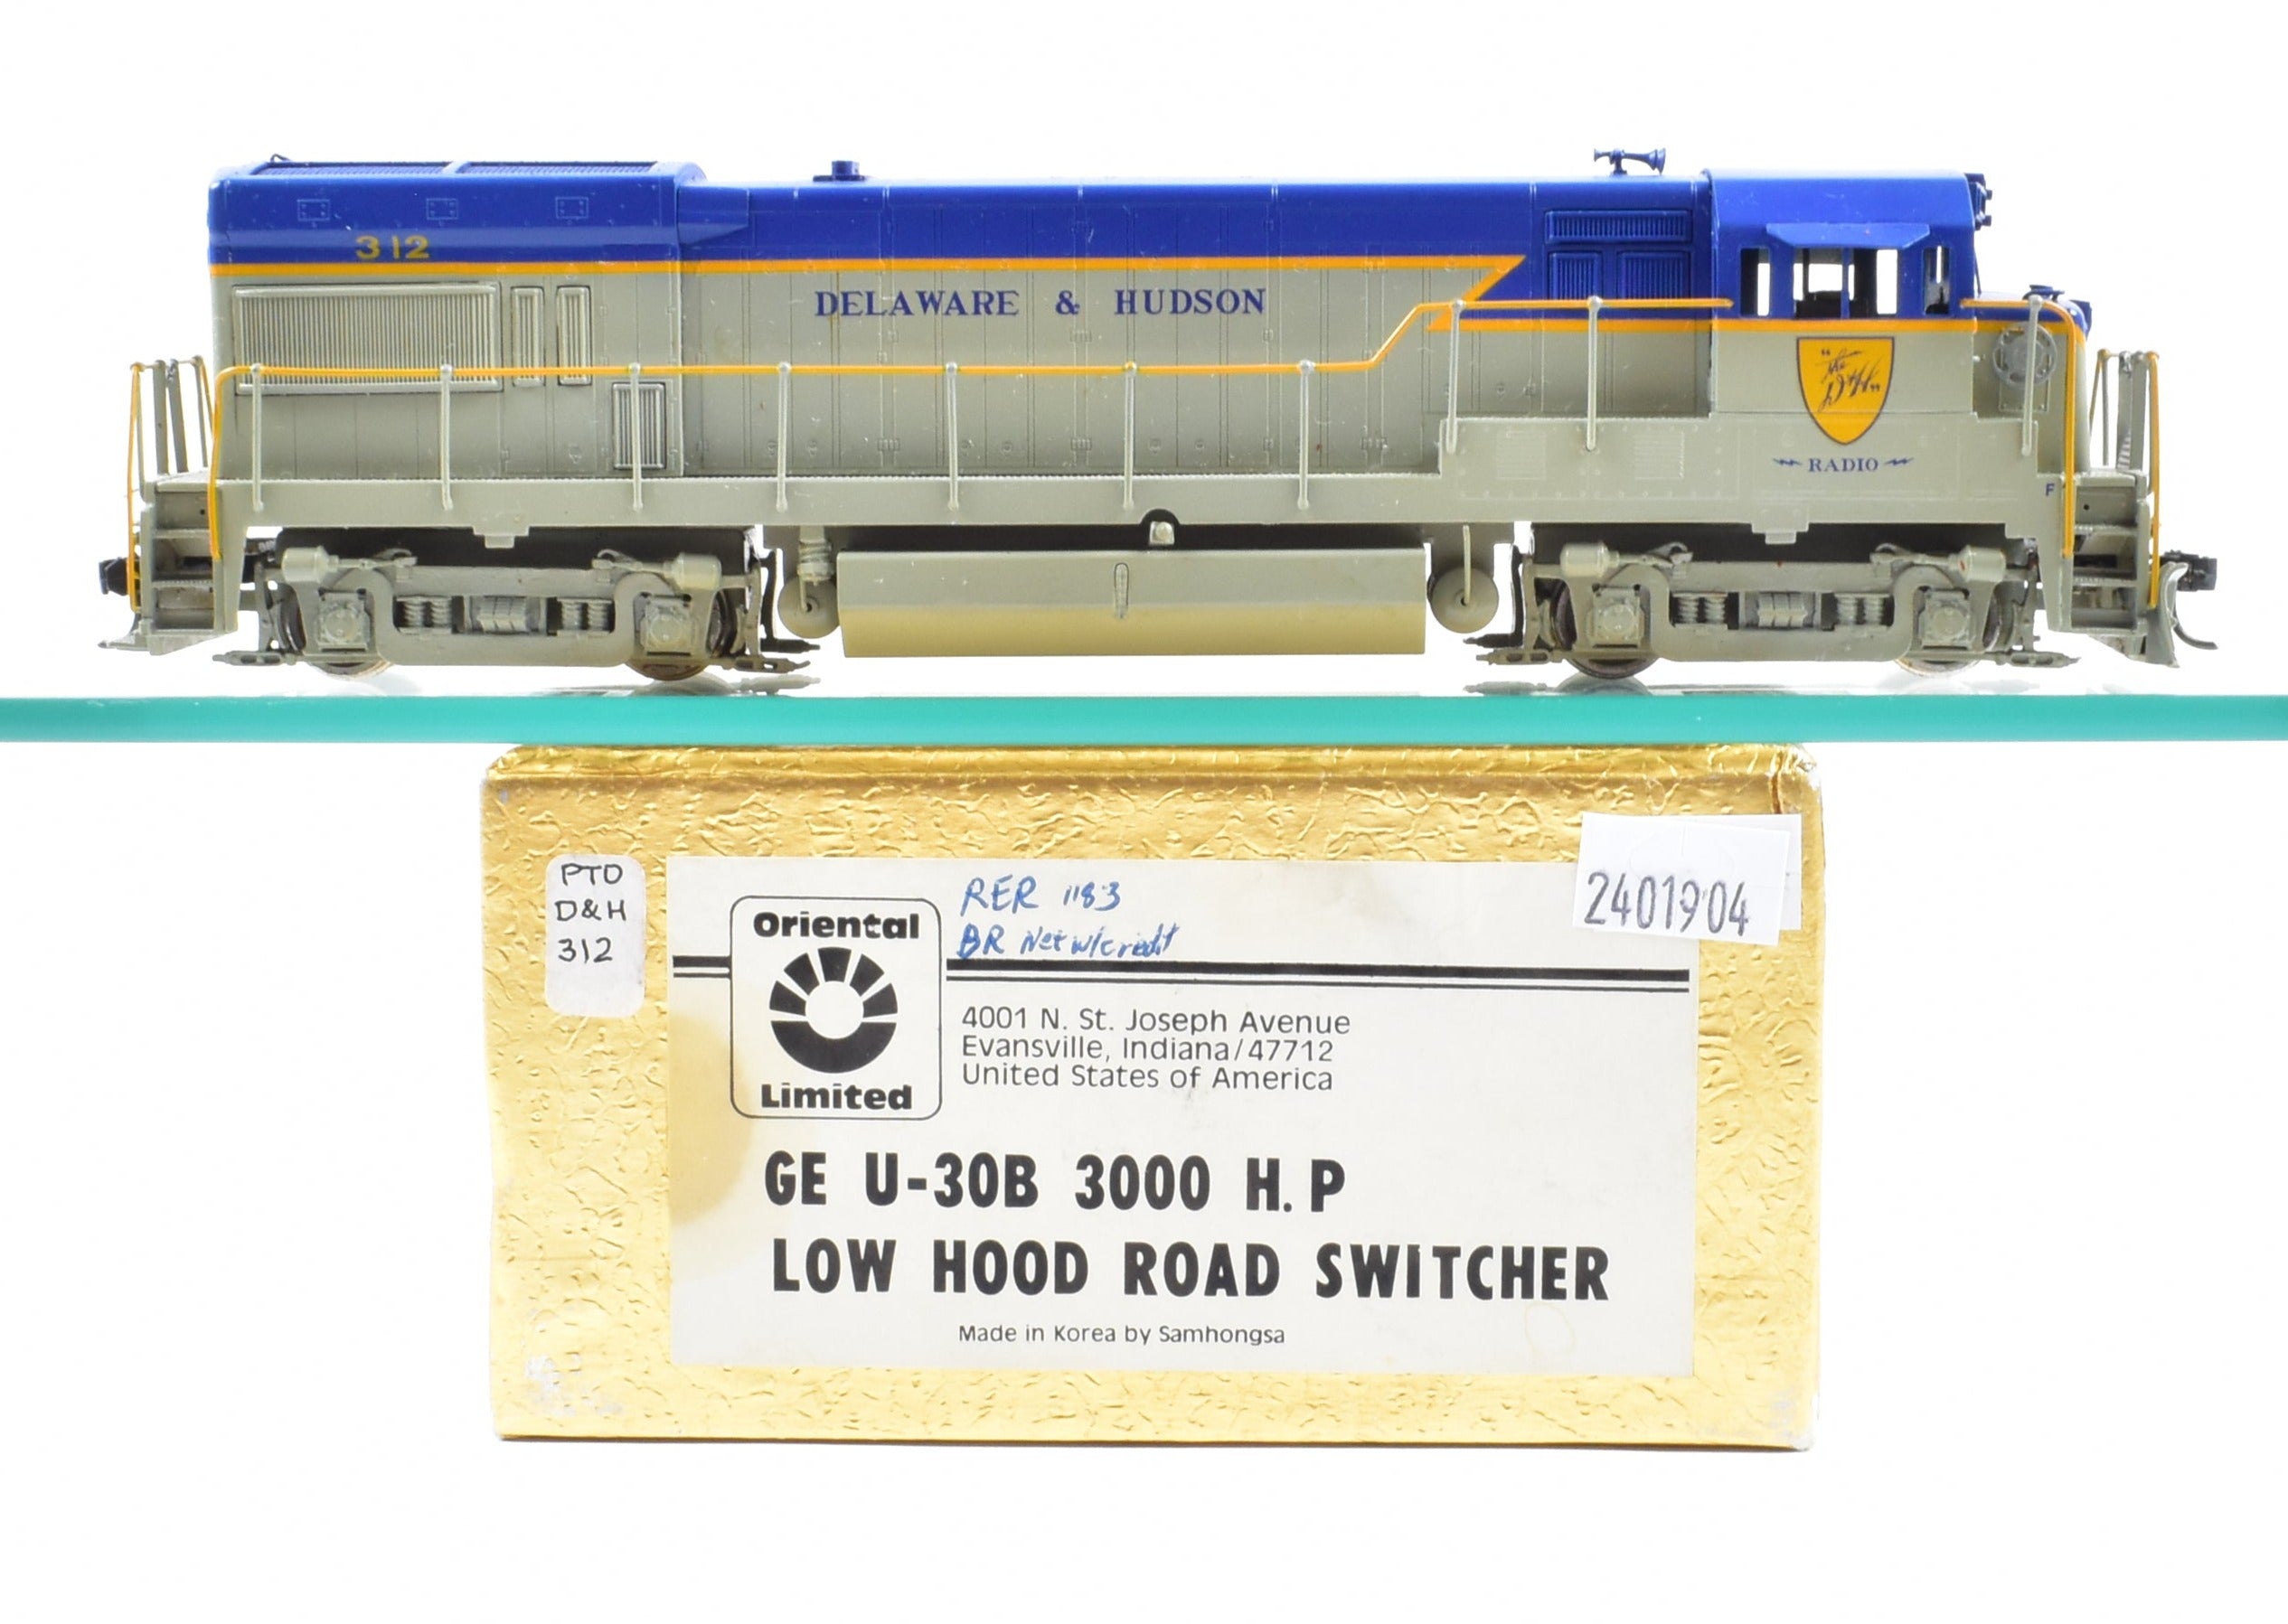 312
DELAWARE & HUDSON
"The D&H"
RADIO
F
PTD
D&H
312
RER 1183
BR Net w/credit
2401904
Oriental
Limited
4001 N. St. Joseph Avenue
Evansville, Indiana/47712
United States of America
GE U-30B 3000 H.P
LOW HOOD ROAD SWITCHER
Made in Korea by Samhongsa